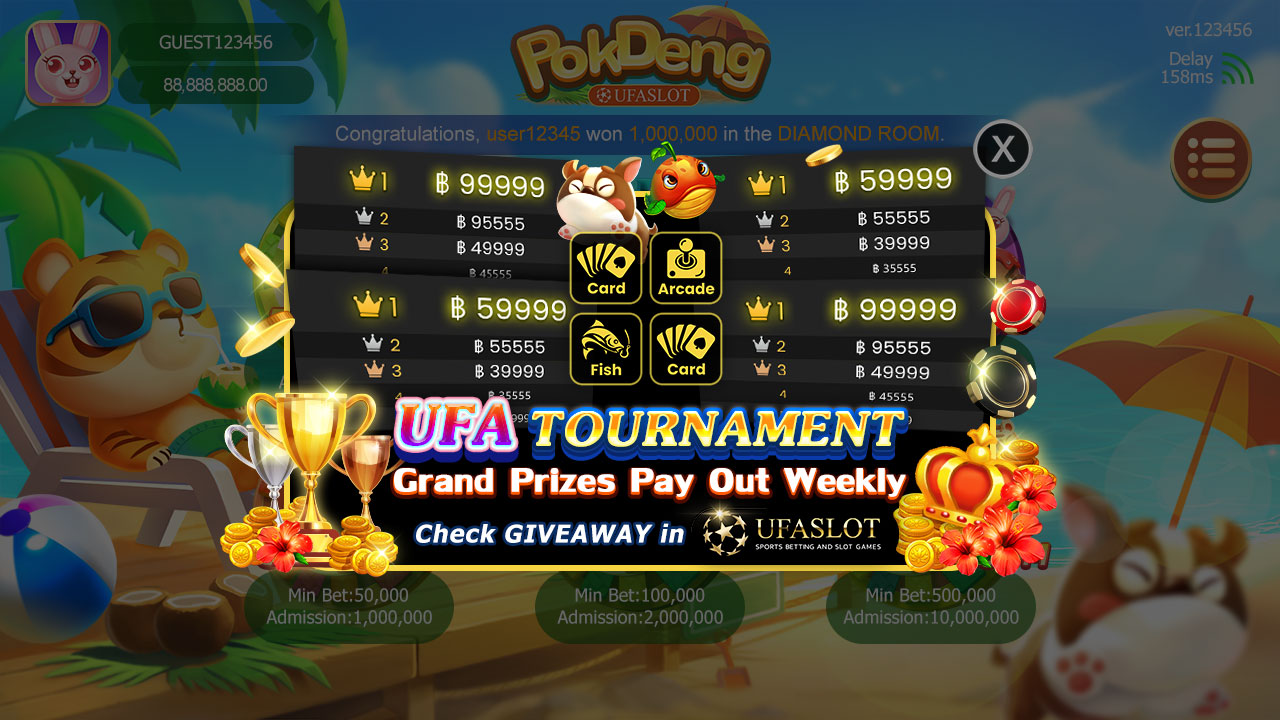 GUEST123456
88,888,888.00
PokDeng
UFASLOT
ver.123456
Delay
158ms
Congratulations, user12345 won 1,000,000 in the DIAMOND ROOM.
X
1 ฿ 99999
2 ฿ 95555
3 ฿ 49999
4 ฿ 45555
1 ฿ 59999
2 ฿ 55555
3 ฿ 39999
4 ฿ 35555
Card
Arcade
Fish
Card
1 ฿ 59999
2 ฿ 55555
3 ฿ 39999
4 ฿ 35555
1 ฿ 99999
2 ฿ 95555
3 ฿ 49999
4 ฿ 45555
UFA TOURNAMENT
Grand Prizes Pay Out Weekly
Check GIVEAWAY in UFASLOT
SPORTS BETTING AND SLOT GAMES
Min Bet:50,000
Admission:1,000,000
Min Bet:100,000
Admission:2,000,000
Min Bet:500,000
Admission:10,000,000